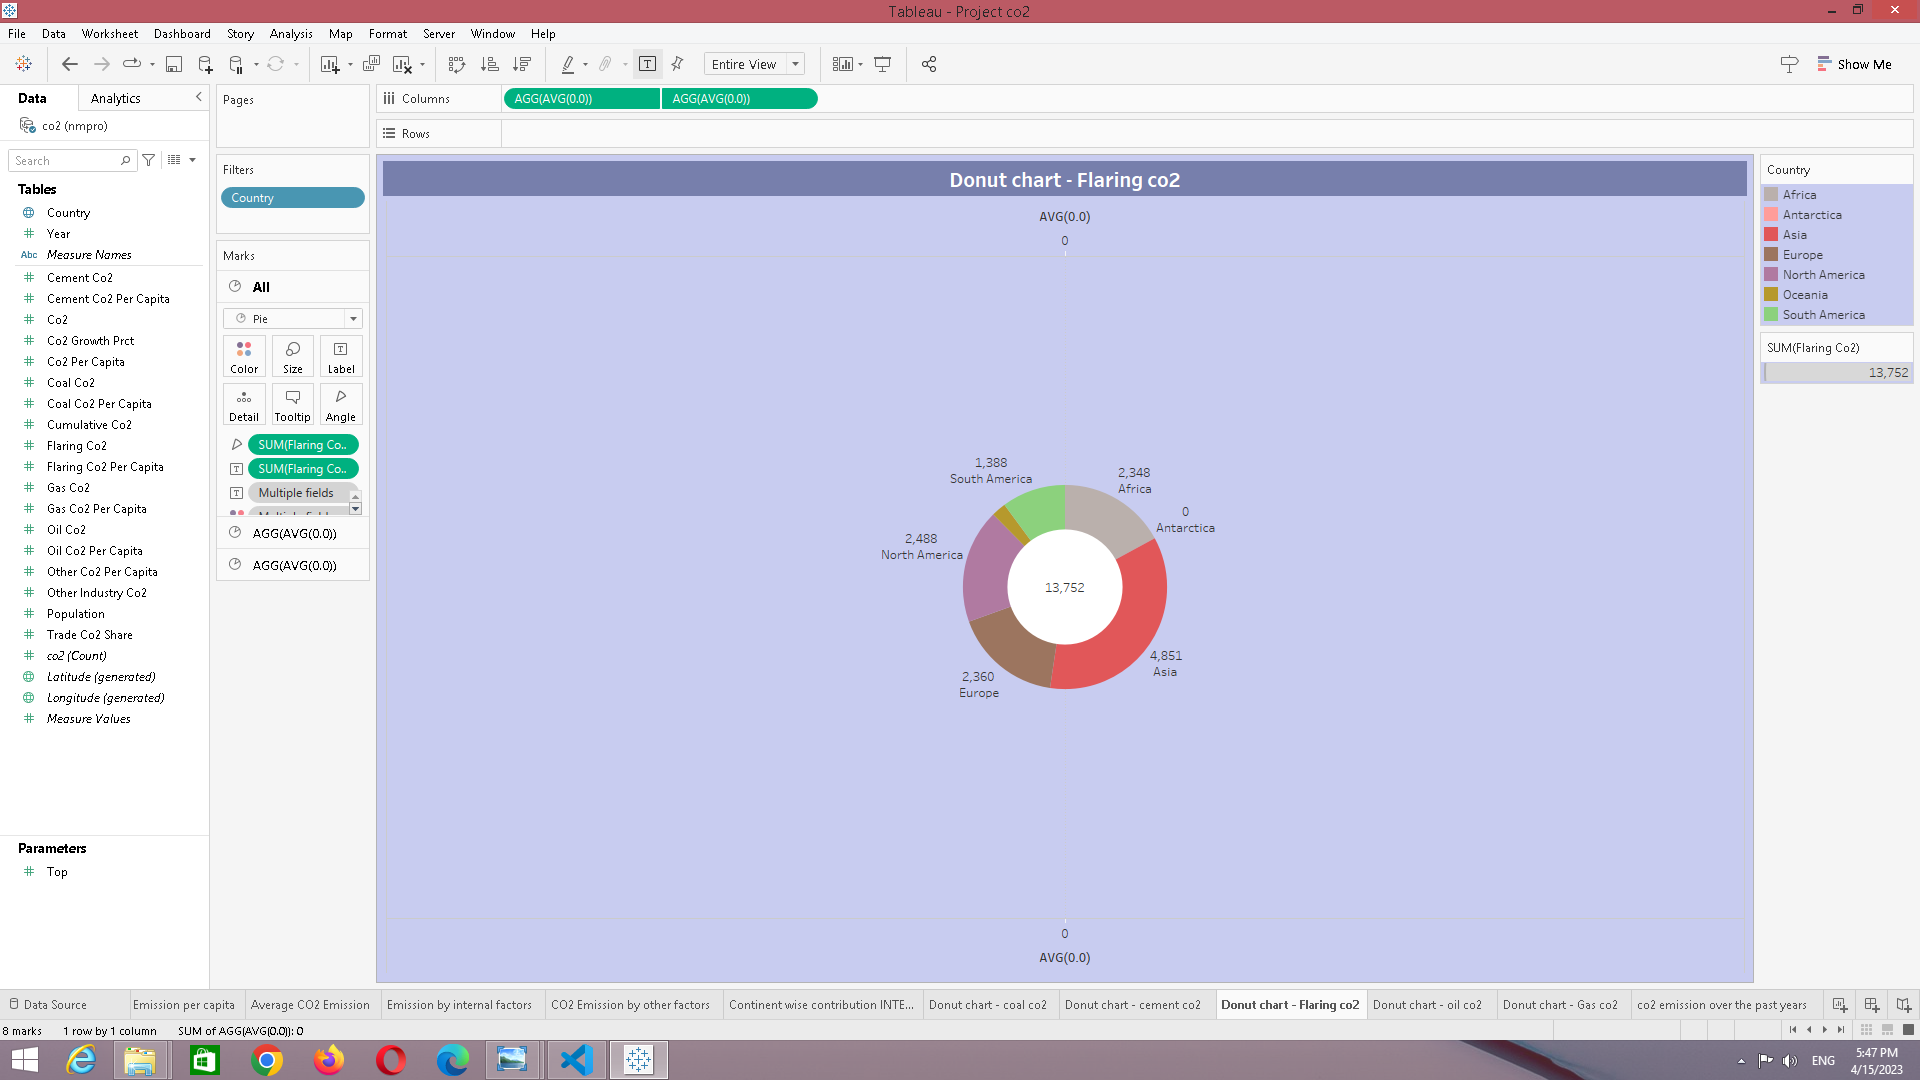 Tableau - Project co2
File Data Worksheet Dashboard Story Analysis Map Format Server Window Help
Entire View
Show Me
Data
Analytics
co2 (nmpro)
Search
Tables
Country
Year
Abc Measure Names
Cement Co2
Cement Co2 Per Capita
Co2
Co2 Growth Prct
Co2 Per Capita
Coal Co2
Coal Co2 Per Capita
Cumulative Co2
Flaring Co2
Flaring Co2 Per Capita
Gas Co2
Gas Co2 Per Capita
Oil Co2
Oil Co2 Per Capita
Other Co2 Per Capita
Other Industry Co2
Population
Trade Co2 Share
co2 (Count)
Latitude (generated)
Longitude (generated)
Measure Values
Parameters
Top
Pages
Filters
Country
Marks
All
Pie
Color Size Label
Detail Tooltip Angle
SUM(Flaring Co..
SUM(Flaring Co..
Multiple fields
AGG(AVG(0.0))
AGG(AVG(0.0))
Columns AGG(AVG(0.0)) AGG(AVG(0.0))
Rows
Donut chart - Flaring co2
AVG(0.0)
0
1,388
South America
2,348
Africa
0
Antarctica
2,488
North America
13,752
4,851
Asia
2,360
Europe
0
AVG(0.0)
Country
Africa
Antarctica
Asia
Europe
North America
Oceania
South America
SUM(Flaring Co2)
13,752
Data Source Emission per capita Average CO2 Emission Emission by internal factors CO2 Emission by other factors Continent wise contribution INTE... Donut chart - coal co2 Donut chart - cement co2 Donut chart - Flaring co2 Donut chart - oil co2 Donut chart - Gas co2 co2 emission over the past years
8 marks 1 row by 1 column SUM of AGG(AVG(0.0)): 0
ENG
5:47 PM
4/15/2023